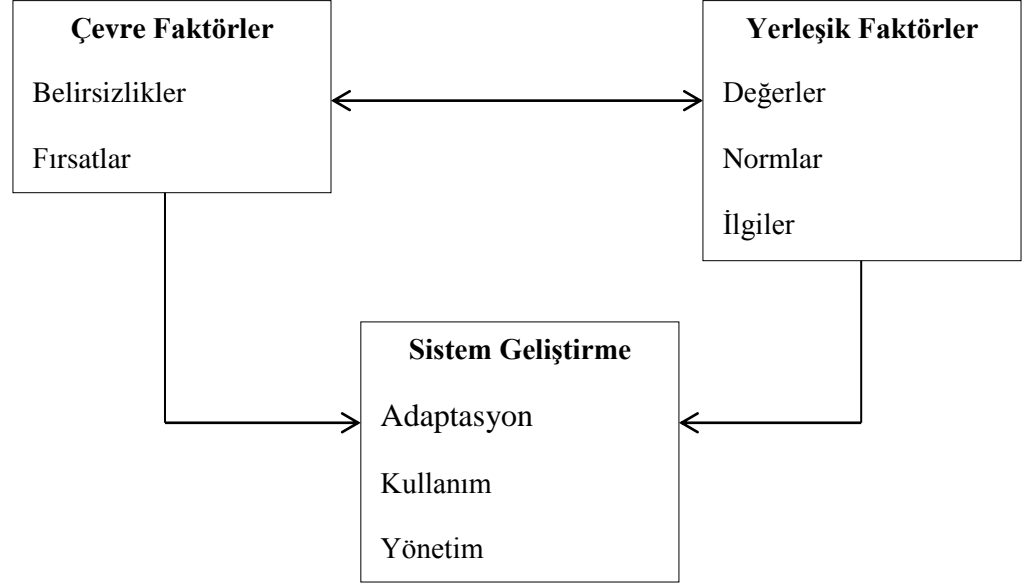 Çevre Faktörler
Belirsizlikler
Fırsatlar
Yerleşik Faktörler
Değerler
Normlar
İlgiler
Sistem Geliştirme
Adaptasyon
Kullanım
Yönetim